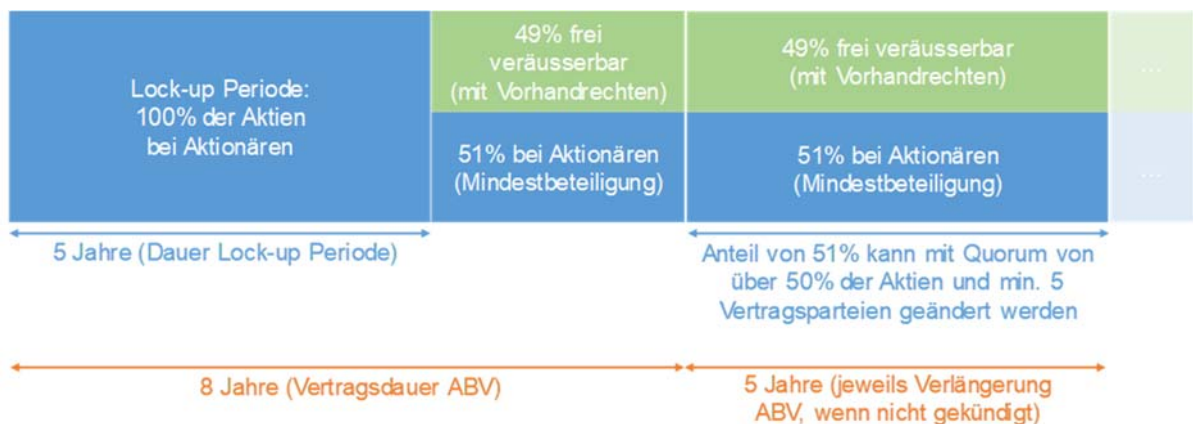 Lock-up Periode:
100% der Aktien
bei Aktionären
49% frei
veräusserbar
(mit Vorhandrechten)
51% bei Aktionären
(Mindestbeteiligung)
49% frei veräusserbar
(mit Vorhandrechten)
51% bei Aktionären
(Mindestbeteiligung)
...
...
5 Jahre (Dauer Lock-up Periode)
Anteil von 51% kann mit Quorum von
über 50% der Aktien und min. 5
Vertragsparteien geändert werden
8 Jahre (Vertragsdauer ABV)
5 Jahre (jeweils Verlängerung
ABV, wenn nicht gekündigt)